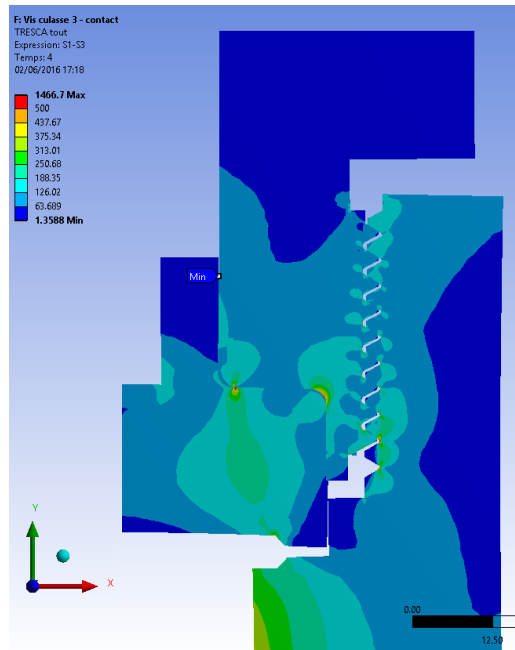 F: Vis culasse 3 - contact
TRESCA tout
Expression: S1-S3
Temps: 4
02/06/2016 17:18
1466.7 Max
500
437.67
375.34
313.01
250.68
188.35
126.02
63.689
1.3588 Min
Min
Y
X
0.00
12.50